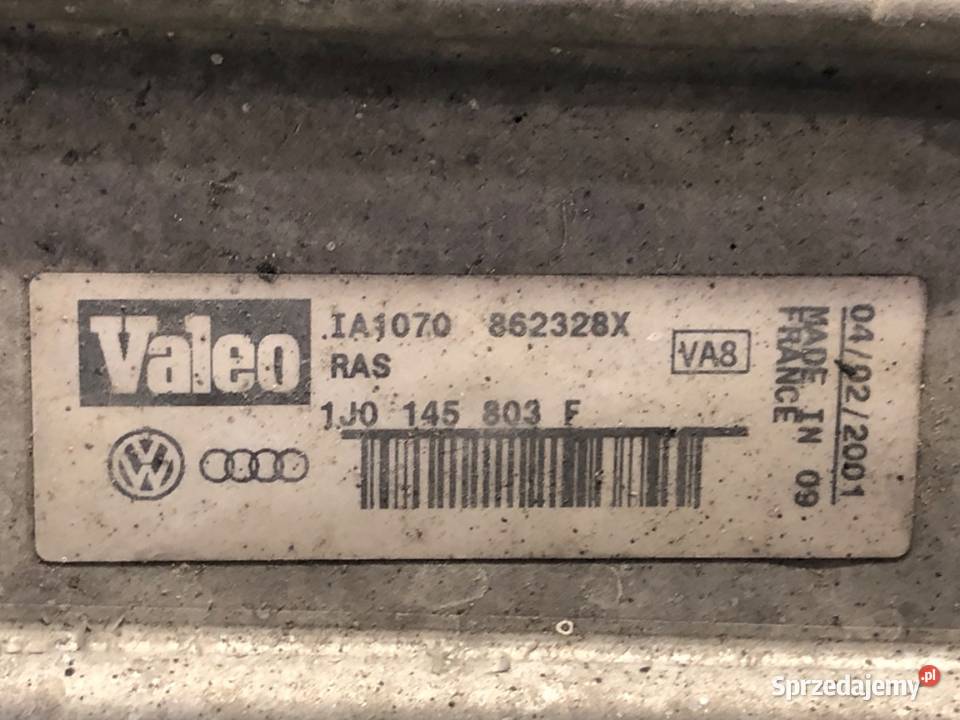 Valeo
IA1070 862328X
RAS
VA8
1J0 145 803 F
04/02/2001
MADE IN 09
FRANCE
Sprzedajemy.pl